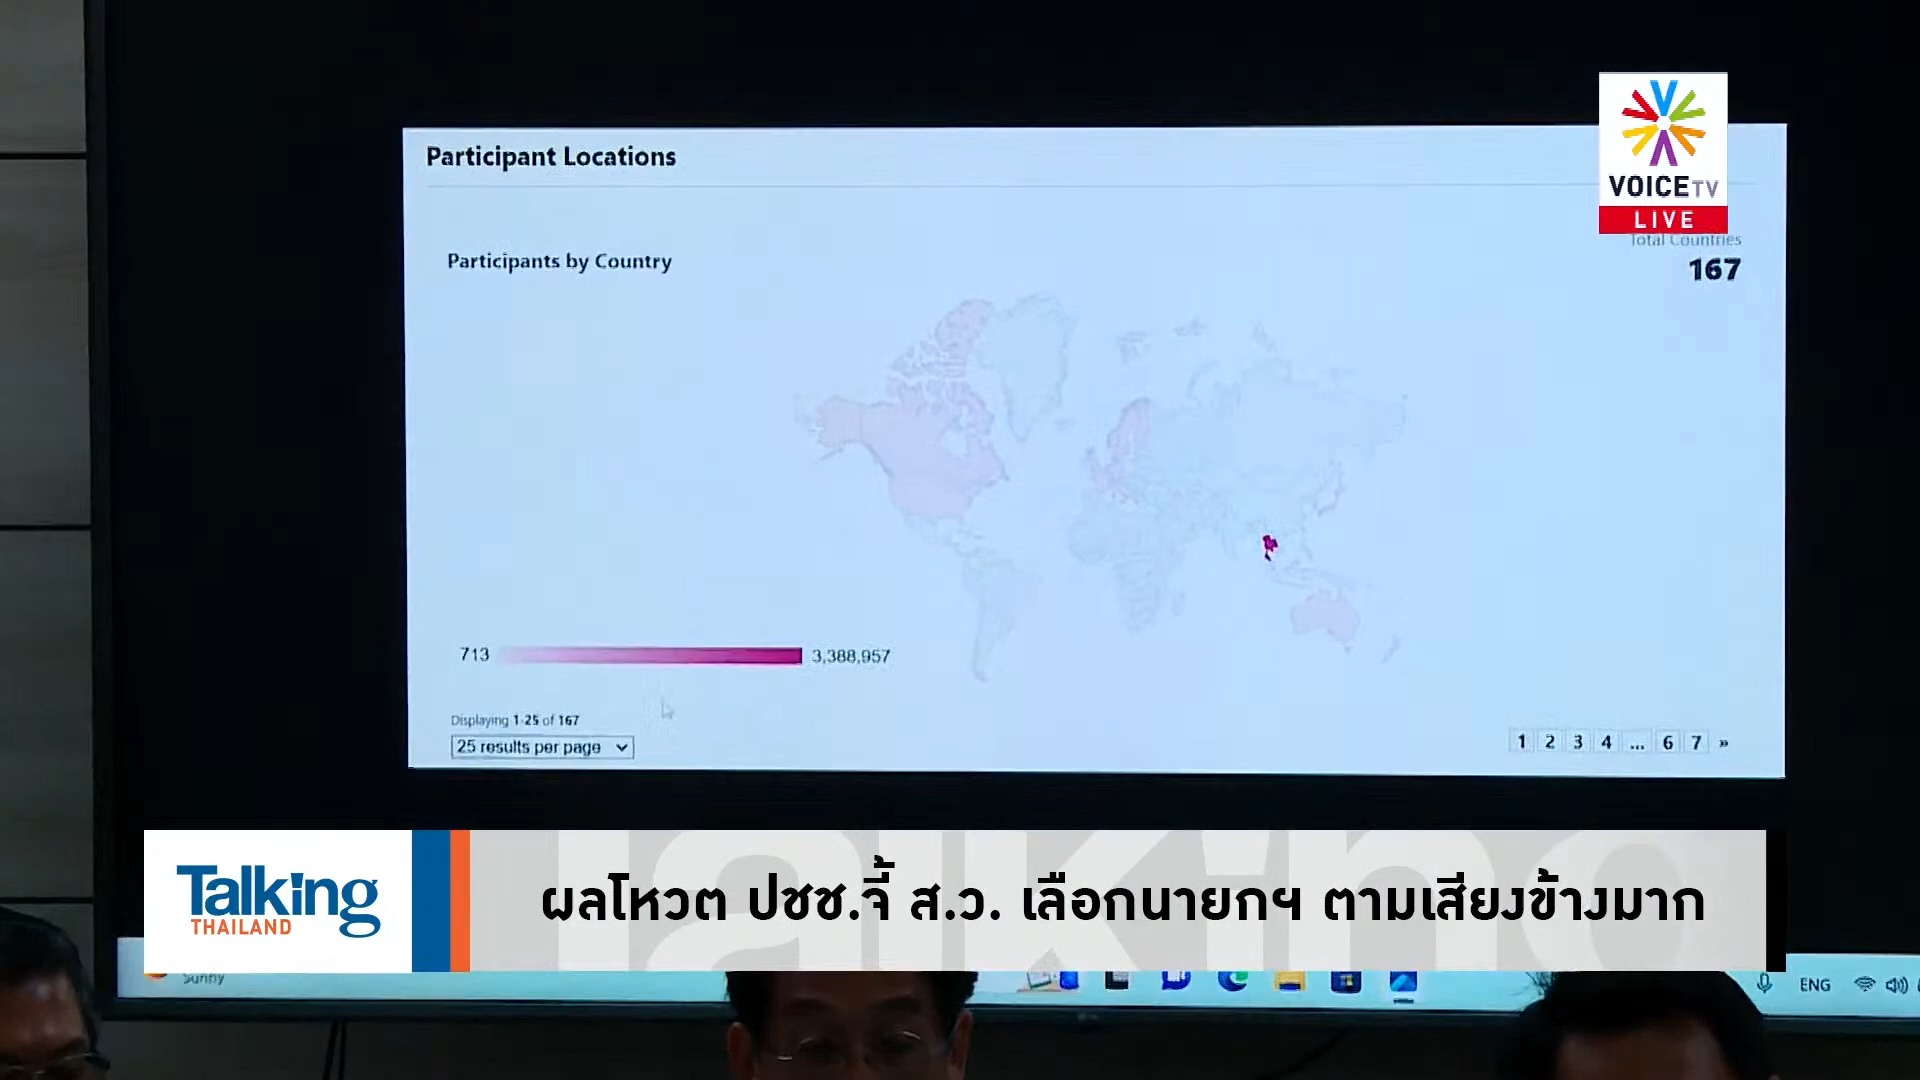 Participant Locations
VOICE TV
LIVE
Total Countries
167
Participants by Country
713
3,388,957
Displaying 1-25 of 167
25 results per page
1 2 3 4 ... 6 7 »
Talking
THAILAND
ผลโหวต ปชช.จี้ ส.ว. เลือกนายกฯ ตามเสียงข้างมาก
Sunny
ENG